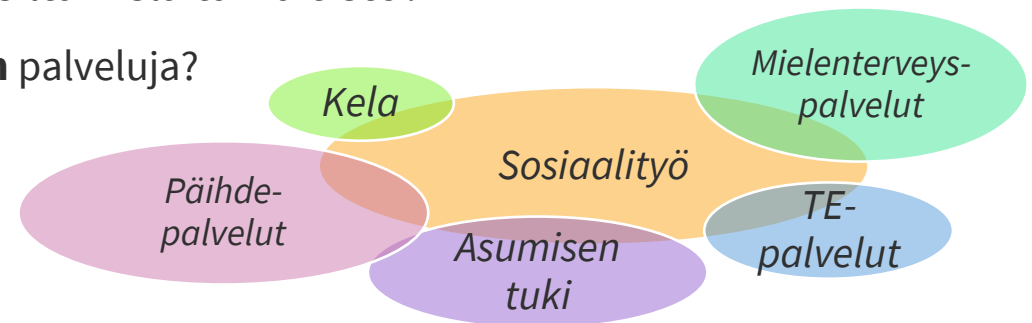 palveluja?
Kela
Mielenterveys-
palvelut
Sosiaalityö
Päihde-
palvelut
TE-
palvelut
Asumisen
tuki